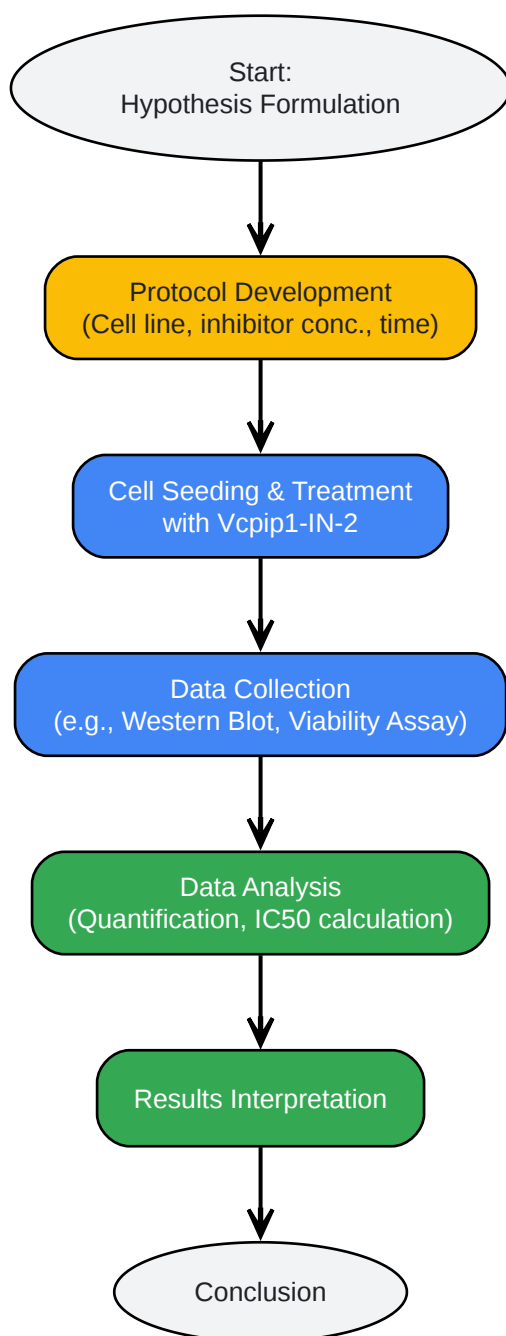 Start:
Hypothesis Formulation
Protocol Development
(Cell line, inhibitor conc., time)
Cell Seeding & Treatment
with Vcpip1-IN-2
Data Collection
(e.g., Western Blot, Viability Assay)
Data Analysis
(Quantification, IC50 calculation)
Results Interpretation
Conclusion